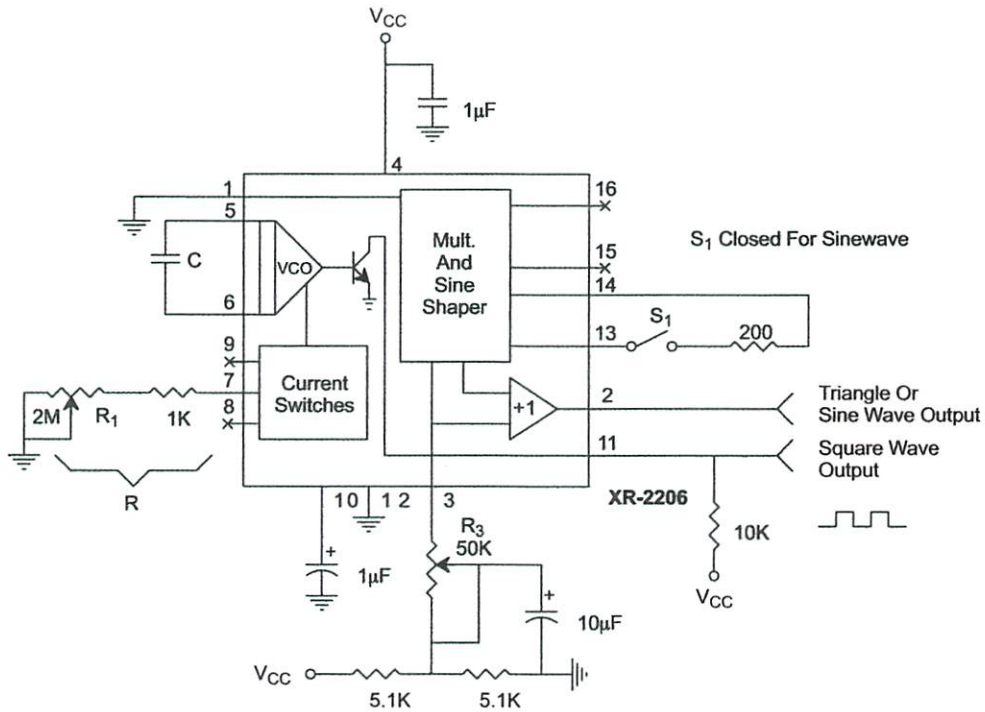 VCC
1µF
4
1
16
5
Mult.
And
Sine
Shaper
15
S1 Closed For Sinewave
C
VCO
14
6
13
S1
200
9
7
8
Current
Switches
2M
R1
1K
+1
2
Triangle Or
Sine Wave Output
11
Square Wave
Output
R
10
12
3
XR-2206
R3
50K
10K
+
1µF
+
10µF
VCC
VCC
5.1K
5.1K